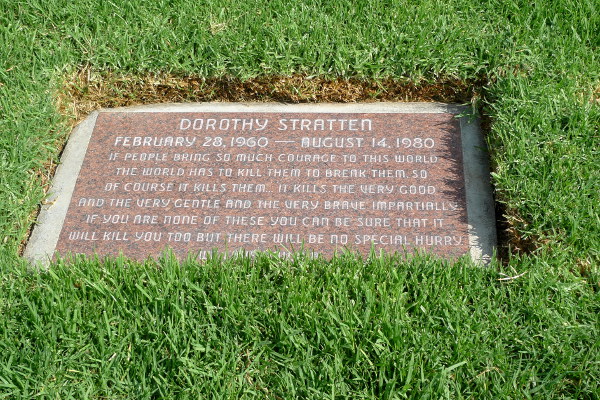 DOROTHY STRATTEN
FEBRUARY 28, 1960 — AUGUST 14, 1980
IF PEOPLE BRING SO MUCH COURAGE TO THIS WORLD
THE WORLD HAS TO KILL THEM TO BREAK THEM, SO
OF COURSE IT KILLS THEM. IT KILLS THE VERY GOOD
AND THE VERY GENTLE AND THE VERY BRAVE IMPARTIALLY.
IF YOU ARE NONE OF THESE YOU CAN BE SURE THAT IT
WILL KILL YOU TOO BUT THERE WILL BE NO SPECIAL HURRY